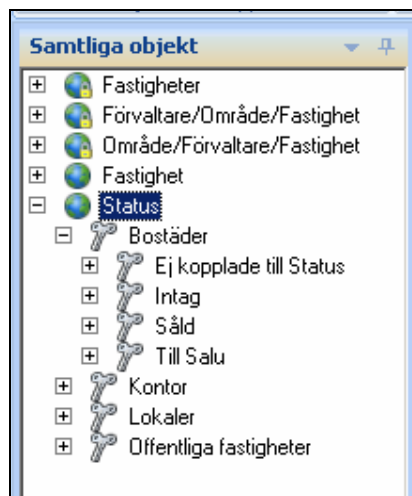 Samtliga objekt
Fastigheter
Förvaltare/Område/Fastighet
Område/Förvaltare/Fastighet
Fastighet
Status
Bostäder
Ej kopplade till Status
Intag
Såld
Till Salu
Kontor
Lokaler
Offentliga fastigheter